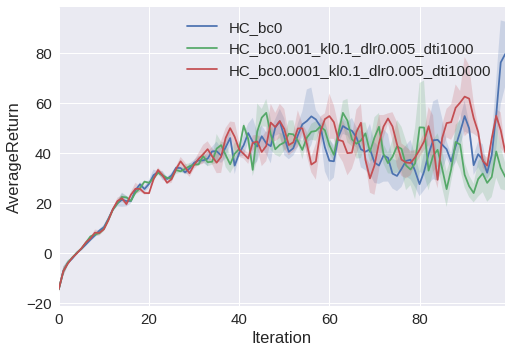 HC_bc0
HC_bc0.001_kl0.1_dlr0.005_dti1000
HC_bc0.0001_kl0.1_dlr0.005_dti10000
AverageReturn
80
60
40
20
0
−20
0 20 40 60 80
Iteration